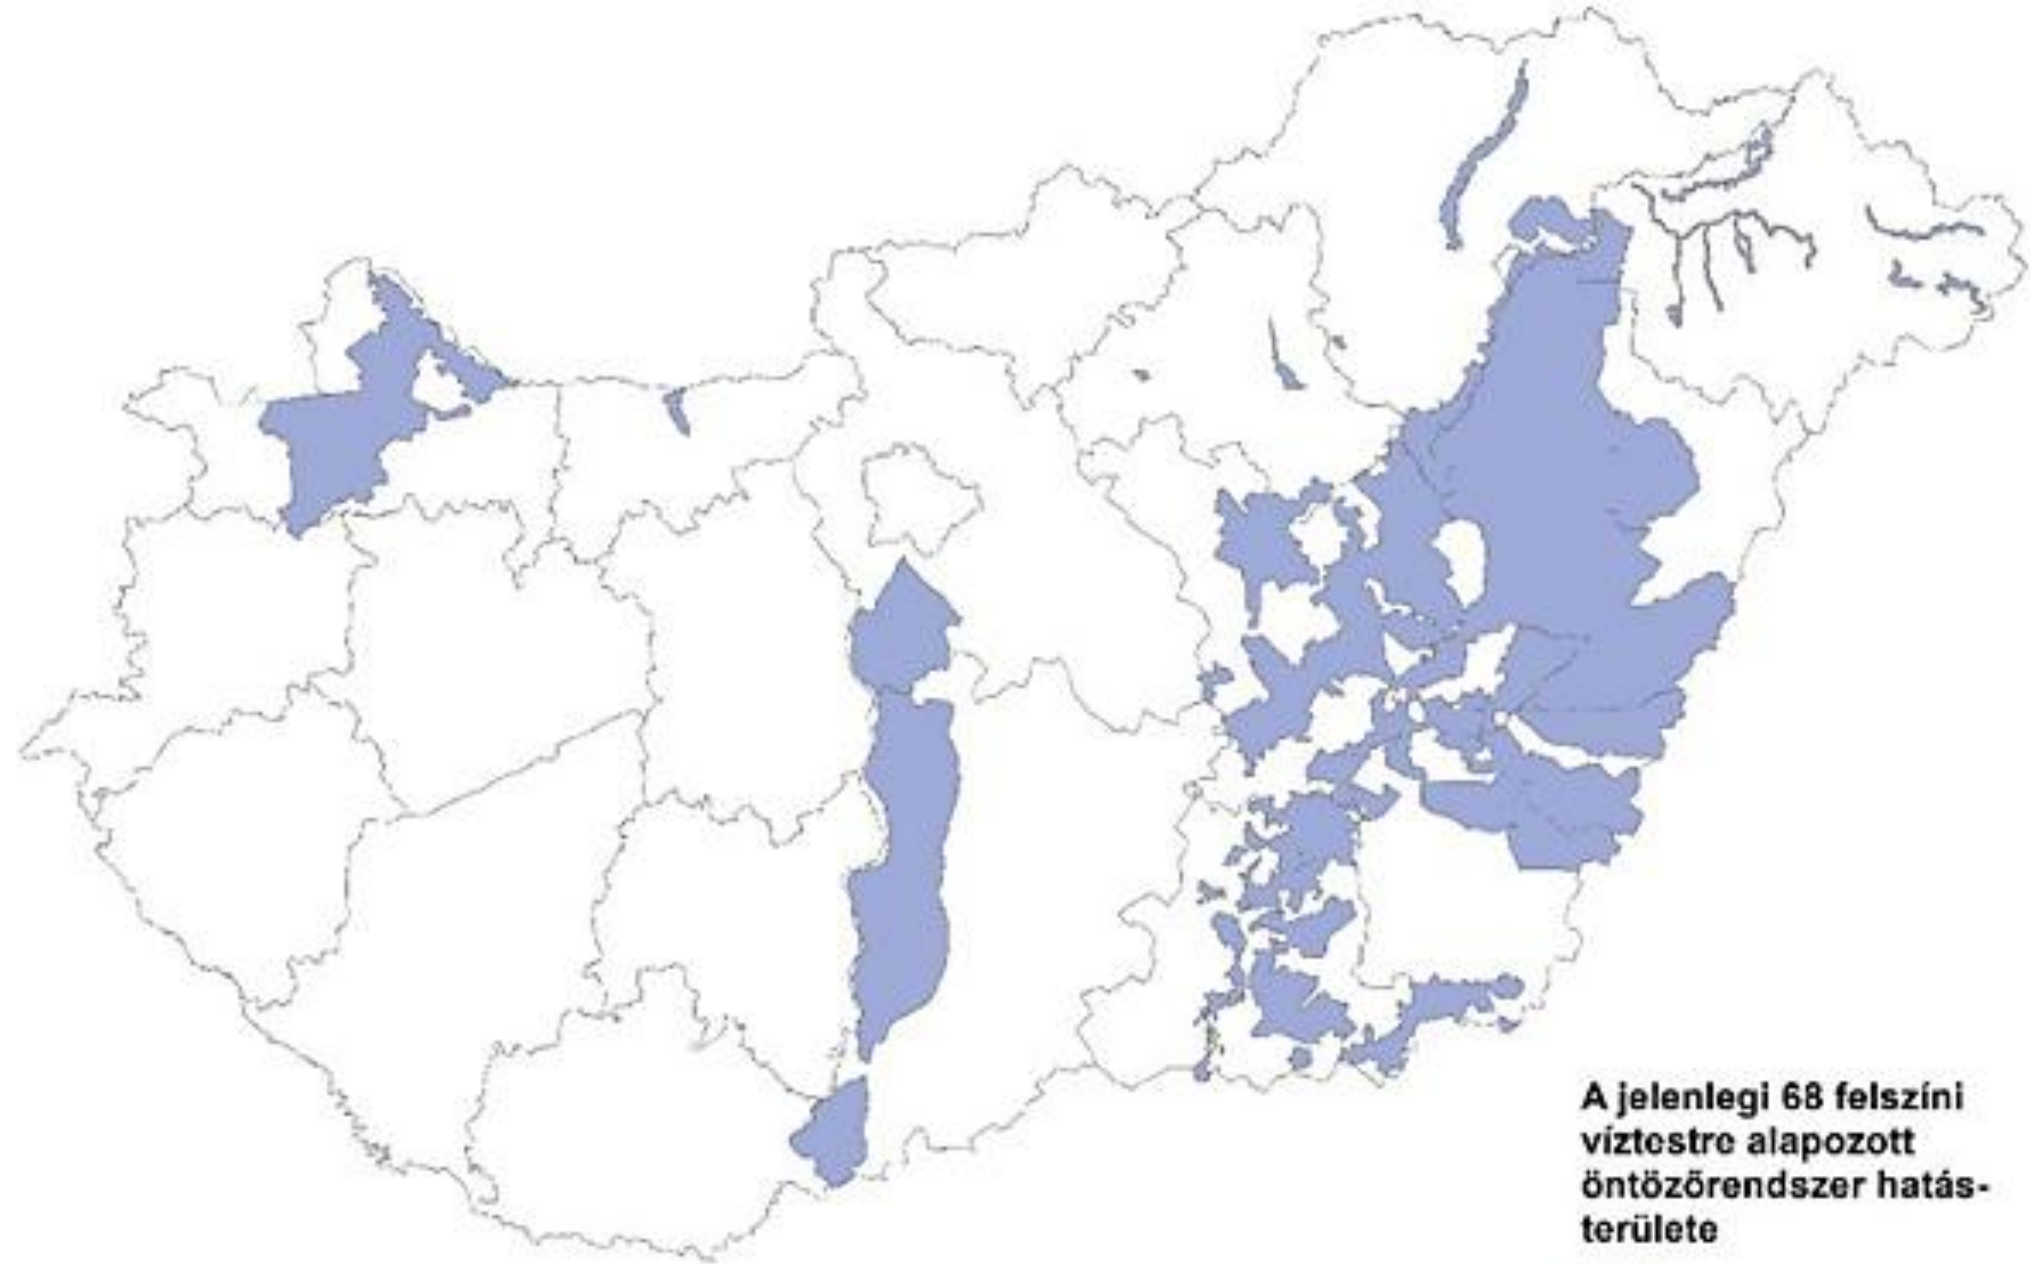 A jelenlegi 68 felszíni
víztestre alapozott
öntözőrendszer hatás-
területe